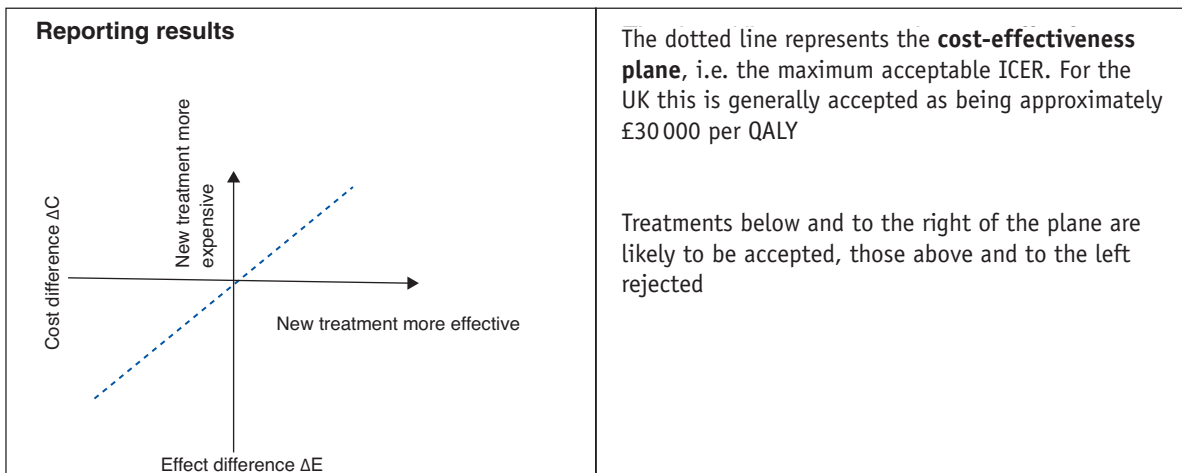 Reporting results
New treatment more
expensive
Cost difference ΔC
New treatment more effective
Effect difference ΔE
The dotted line represents the cost-effectiveness
plane, i.e. the maximum acceptable ICER. For the
UK this is generally accepted as being approximately
£30 000 per QALY
Treatments below and to the right of the plane are
likely to be accepted, those above and to the left
rejected